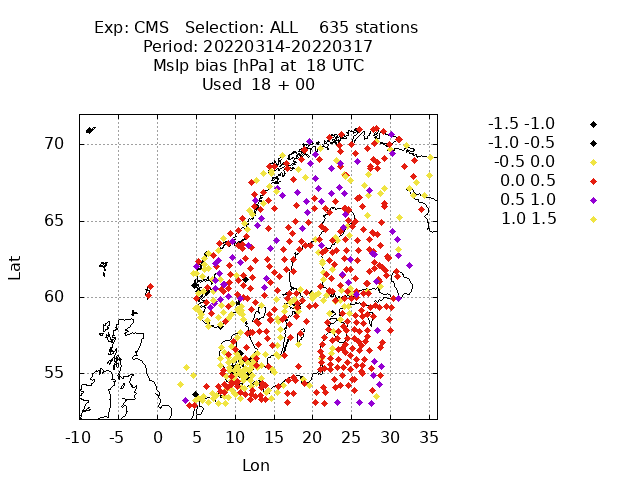 Exp: CMS Selection: ALL 635 stations
Period: 20220314-20220317
Mslp bias [hPa] at 18 UTC
Used 18 + 00
-1.5 -1.0
-1.0 -0.5
-0.5 0.0
0.0 0.5
0.5 1.0
1.0 1.5
70
65
60
55
Lat
-10 -5 0 5 10 15 20 25 30 35
Lon